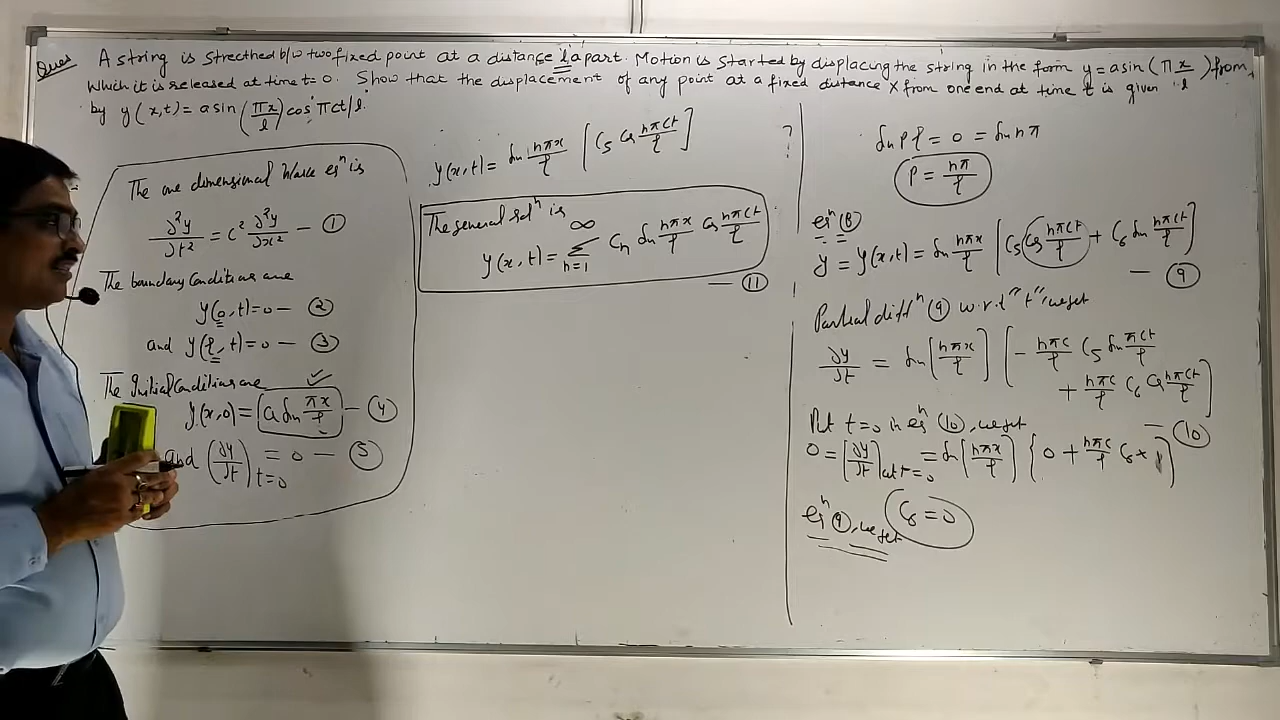 Ques A string is strecthed b/w two fixed point at a distance l apart. Motion is started by displacing the string in the form y = a sin (πx/l) from
which it is released at time t = 0. Show that the displacement of any point at a fixed distance x from one end at time t is given
by y(x,t) = a sin (πx/l) cos πct/l.
The one dimensional Wave eqⁿ is
∂²y/∂t² = c² ∂²y/∂x² — ①
The boundary Conditions are
y(0,t) = 0 — ②
and y(l,t) = 0 — ③
The Initial Conditions are ✓
y(x,0) = a sin πx/l — ④
and (∂y/∂t)t=0 = 0 — ⑤
y(x,t) = sin nπx/l [C5 cos nπct/l]
The general solⁿ is
y(x,t) = ∞Σn=1 Cn sin nπx/l cos nπct/l
— ⑪
sin pl = 0 = sin nπ
p = nπ/l
eqⁿ ⑧
y = y(x,t) = sin nπx/l [C5 cos nπct/l + C6 sin nπct/l]
— ⑨
Partial diffⁿ ⑨ w.r.t "t", we get
∂y/∂t = sin [nπx/l] [- nπc/l C5 sin nπct/l
+ nπc/l C6 cos nπct/l]
— ⑩
Put t=0 in eqⁿ ⑩, we get
0 = [∂y/∂t]at t=0 = sin [nπx/l] {0 + nπc/l C6 × 1}
C6 = 0
eqⁿ ⑨, we get